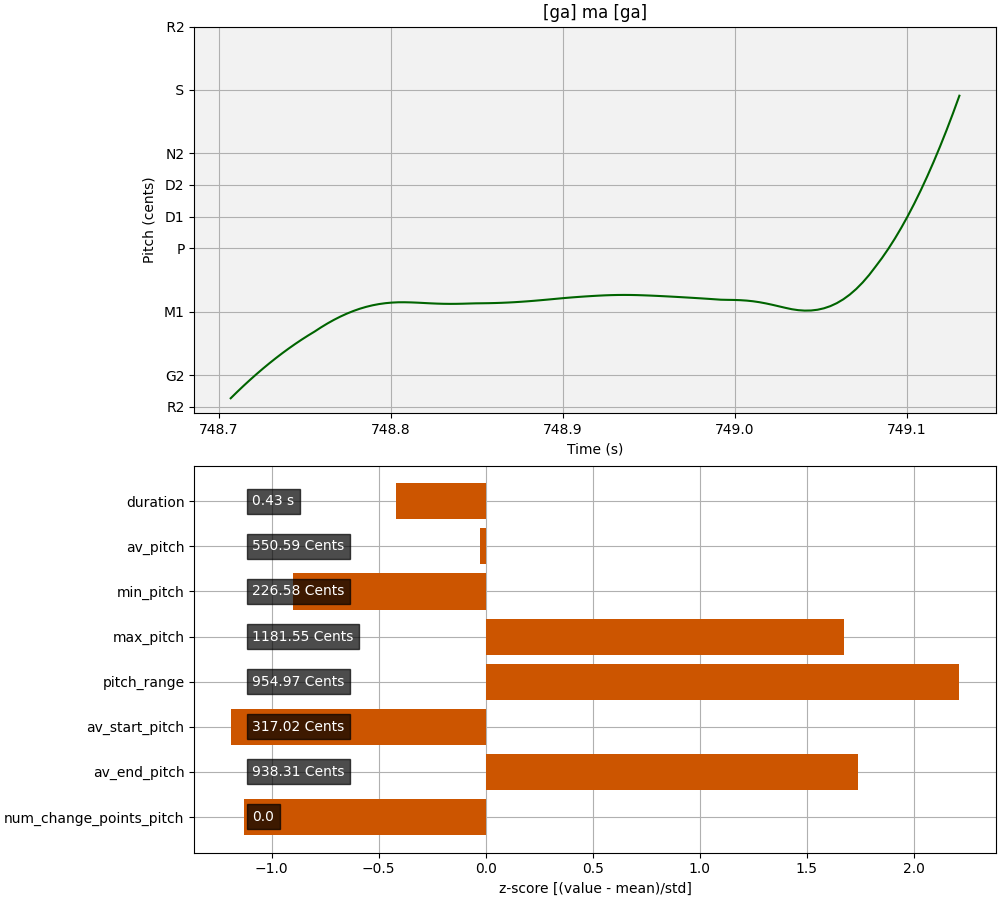 [ga] ma [ga]
R2
S
N2
D2
D1
P
M1
G2
R2
Pitch (cents)
748.7 748.8 748.9 749.0 749.1
Time (s)
duration 0.43 s
av_pitch 550.59 Cents
min_pitch 226.58 Cents
max_pitch 1181.55 Cents
pitch_range 954.97 Cents
av_start_pitch 317.02 Cents
av_end_pitch 938.31 Cents
num_change_points_pitch 0.0
−1.0 −0.5 0.0 0.5 1.0 1.5 2.0
z-score [(value - mean)/std]